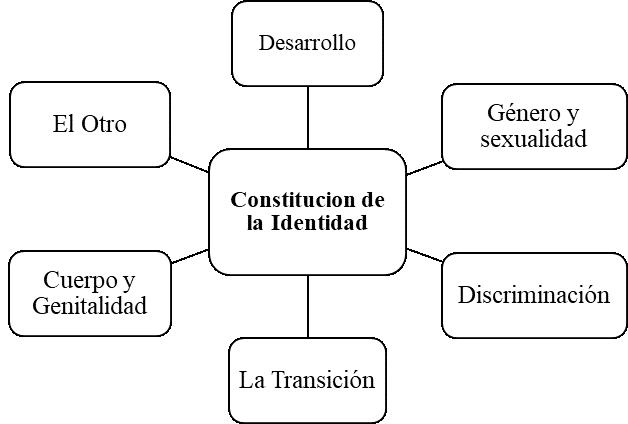 Desarrollo
El Otro
Género y
sexualidad
Constitucion de
la Identidad
Cuerpo y
Genitalidad
Discriminación
La Transición